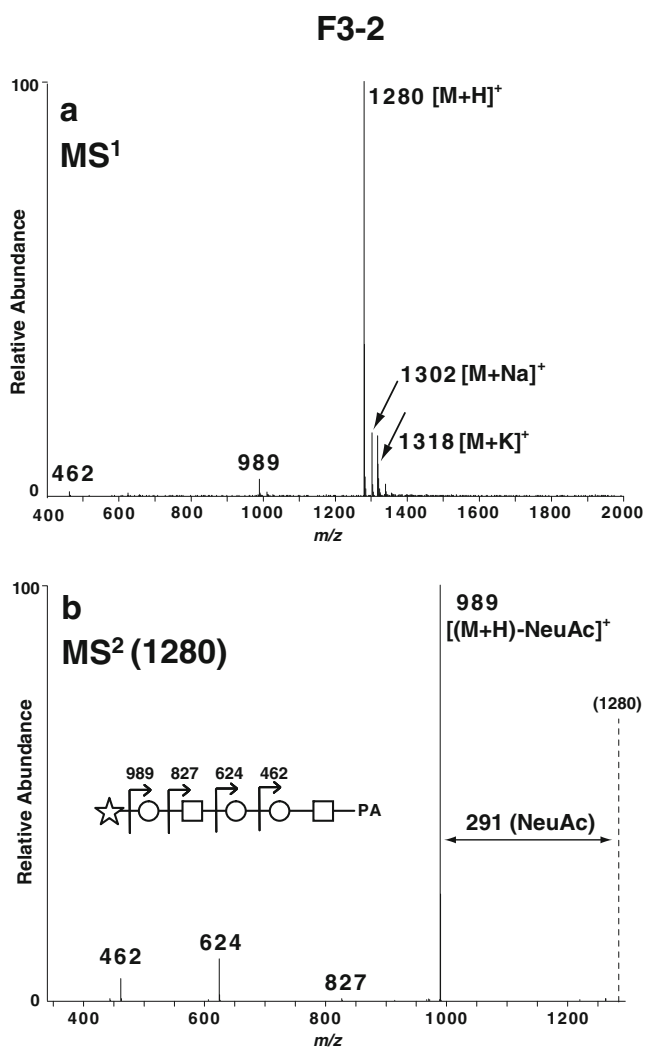 F3-2
100
a
MS¹
1280 [M+H]⁺
Relative Abundance
1302 [M+Na]⁺
1318 [M+K]⁺
462
989
0
400 600 800 1000 1200 1400 1600 1800 2000
m/z
100
b
MS² (1280)
989
[(M+H)-NeuAc]⁺
(1280)
Relative Abundance
989 827 624 462
PA
291 (NeuAc)
462
624
827
0
400 600 800 1000 1200
m/z